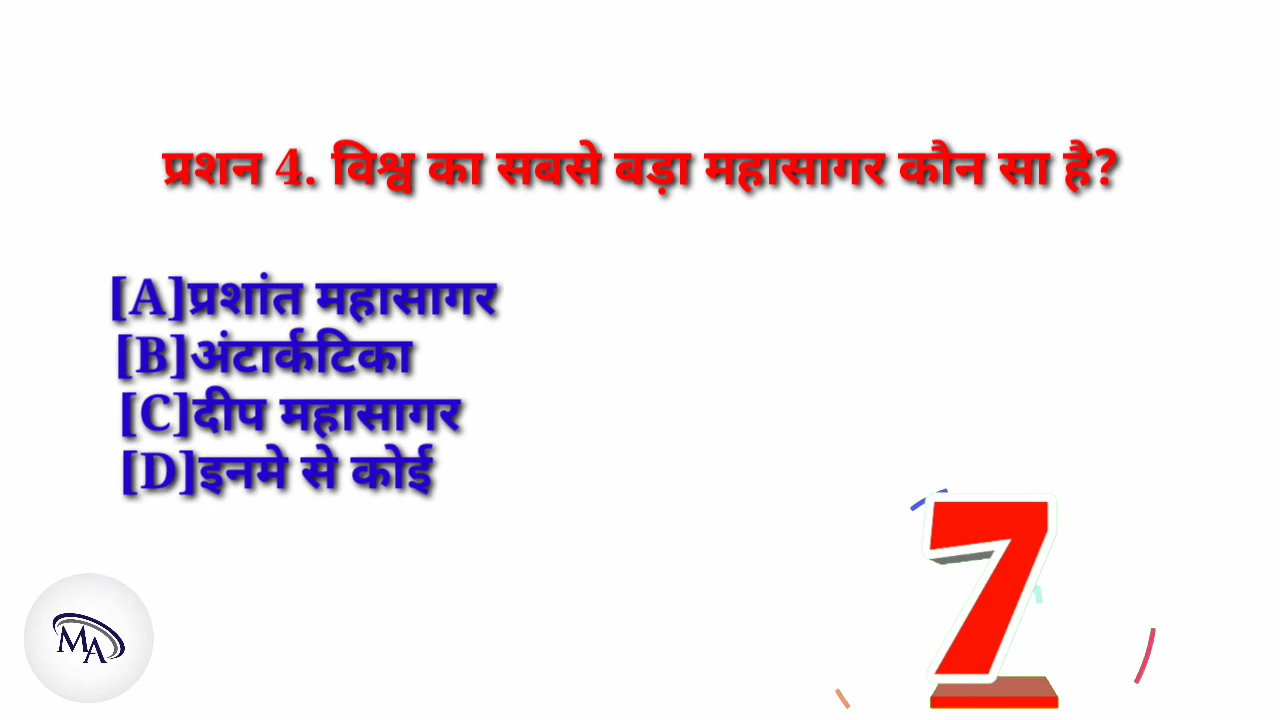 प्रशन 4. विश्व का सबसे बड़ा महासागर कौन सा है?
[A]प्रशांत महासागर
[B]अंटार्कटिका
[C]दीप महासागर
[D]इनमे से कोई
7
MA